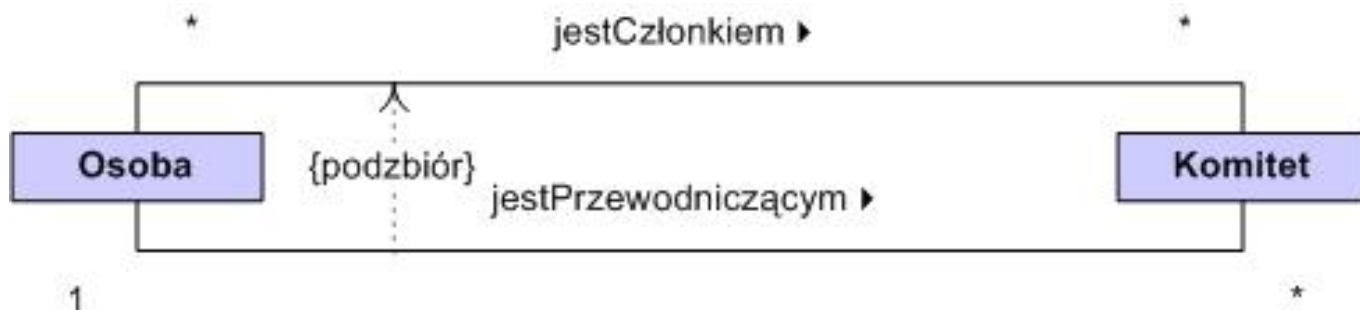 * jestCzłonkiem ▸ *
Osoba {podzbiór} Komitet
jestPrzewodniczącym ▸
1 *